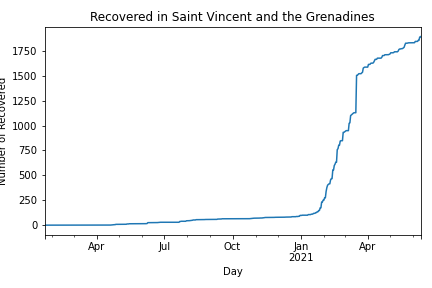 Recovered in Saint Vincent and the Grenadines
Number of Recovered
1750
1500
1250
1000
750
500
250
0
Apr
Jul
Oct
Jan
2021
Apr
Day